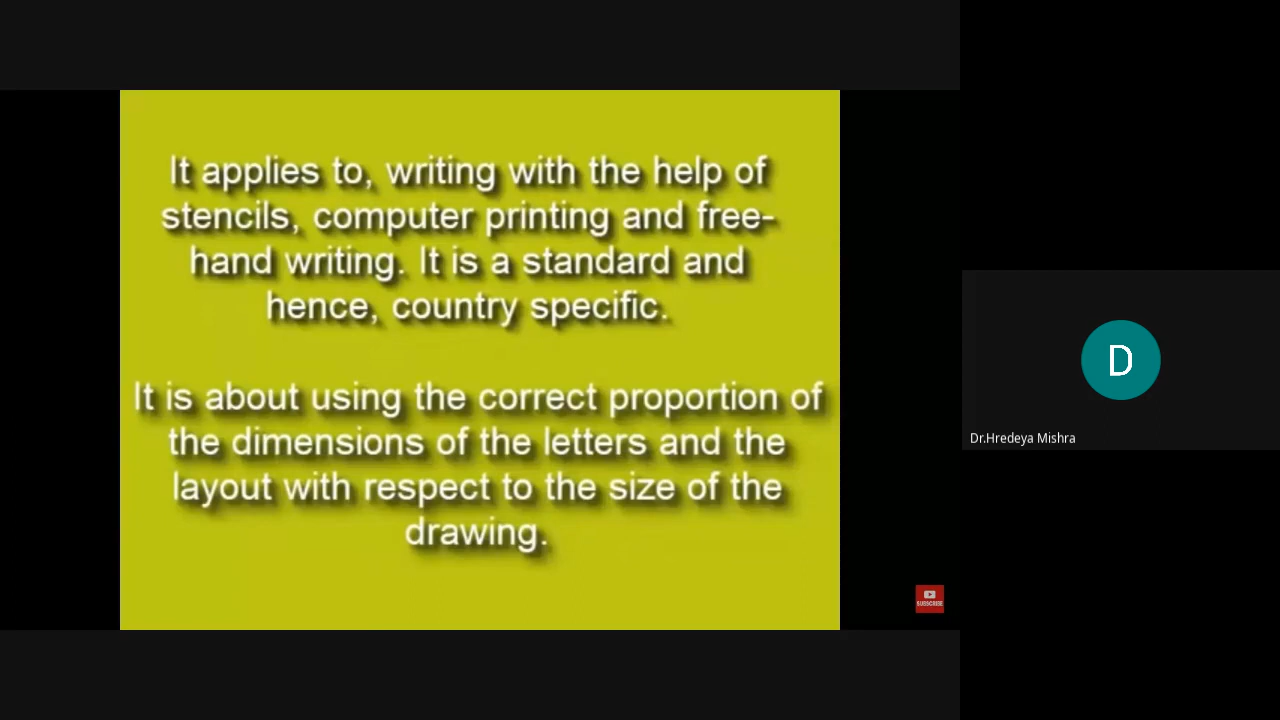 It applies to, writing with the help of
stencils, computer printing and free-
hand writing. It is a standard and
hence, country specific.
It is about using the correct proportion of
the dimensions of the letters and the
layout with respect to the size of the
drawing.
SUBSCRIBE
D
Dr.Hredeya Mishra